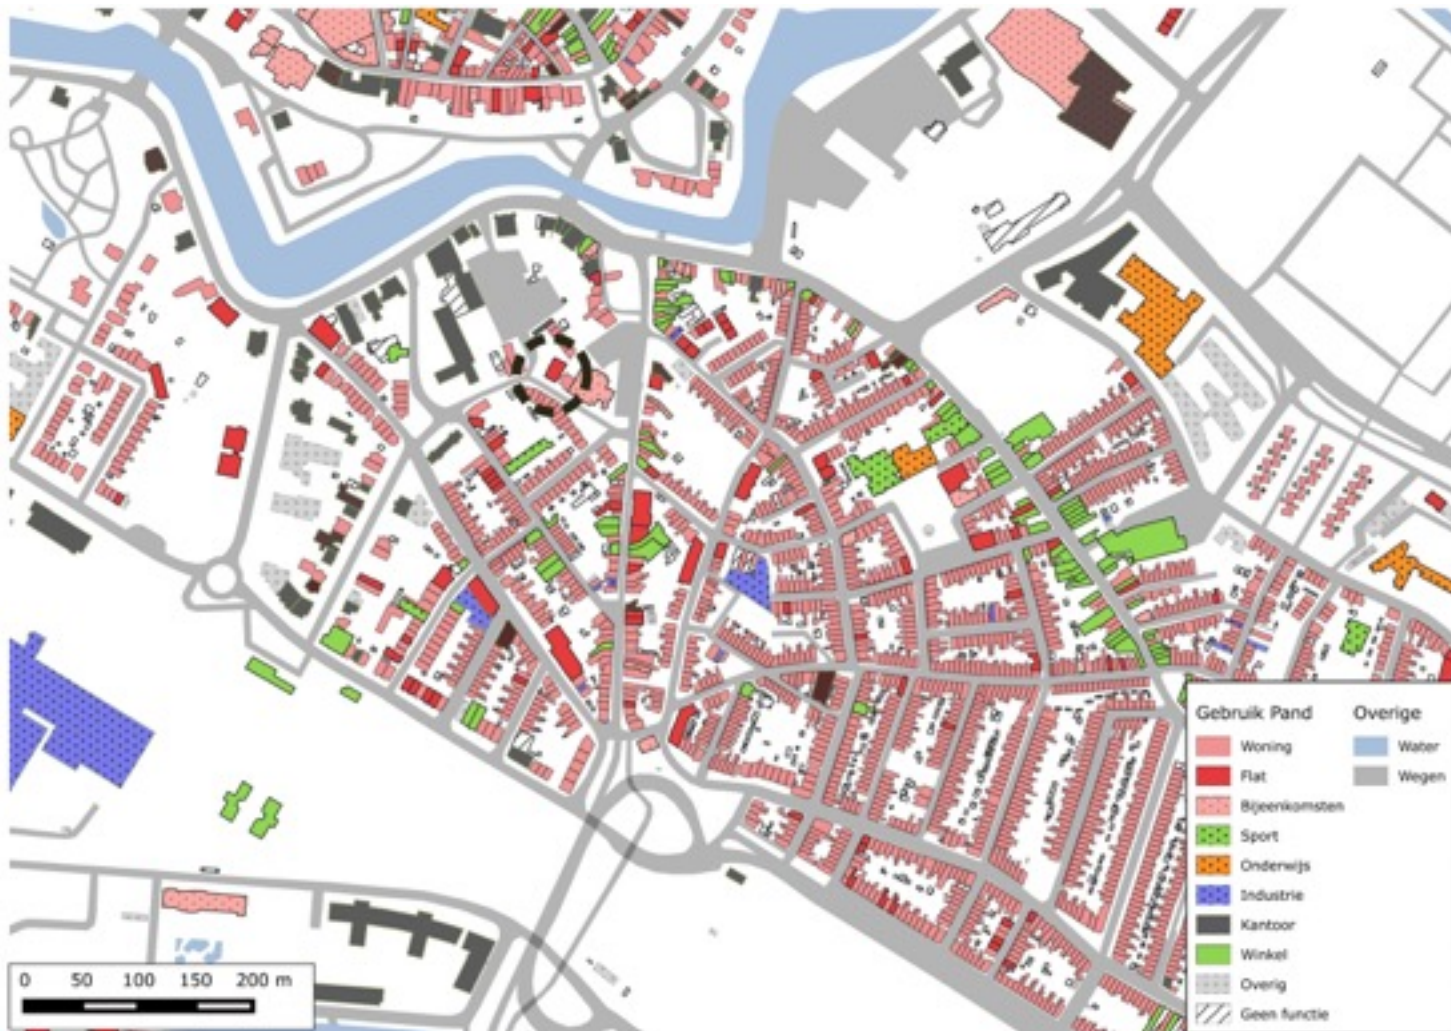 Gebruik Pand Overige
Woning Water
Flat Wegen
Bijeenkomsten
Sport
Onderwijs
Industrie
Kantoor
Winkel
Overig
Geen functie
0 50 100 150 200 m